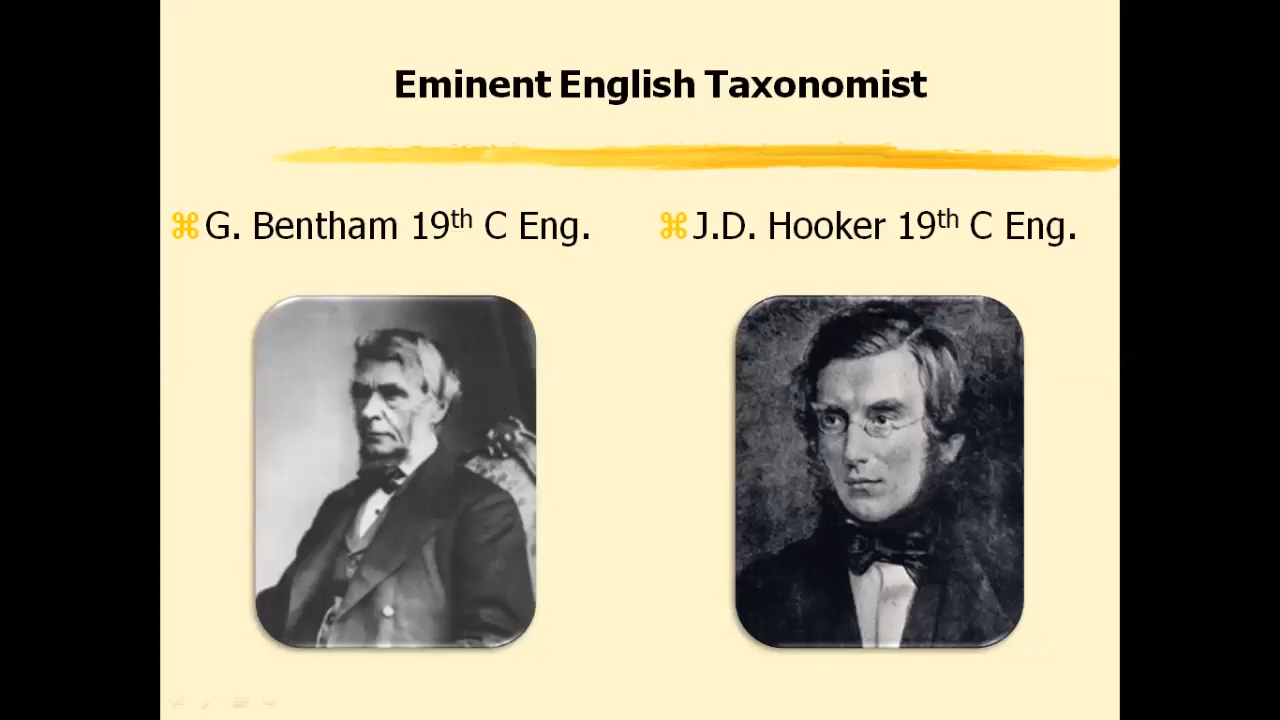 Eminent English Taxonomist
G. Bentham 19th C Eng.
J.D. Hooker 19th C Eng.